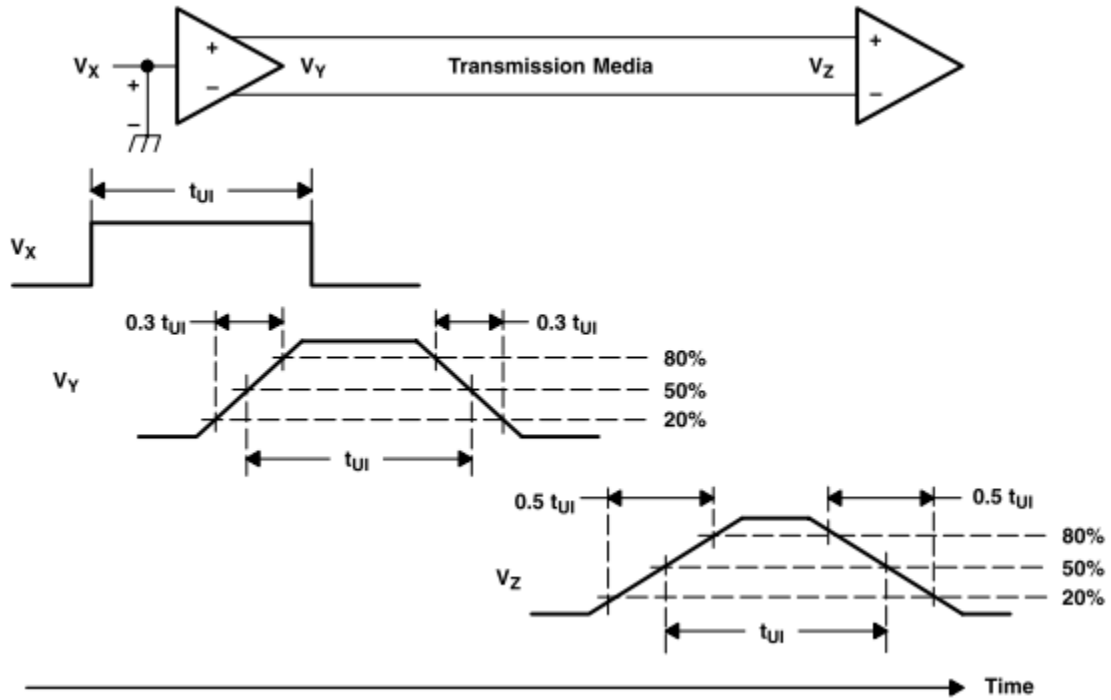 + +
V_X V_Y Transmission Media V_Z
+ − −
−
t_UI
V_X
0.3 t_UI 0.3 t_UI
80%
V_Y 50%
20%
t_UI
0.5 t_UI 0.5 t_UI
80%
V_Z 50%
20%
t_UI
Time